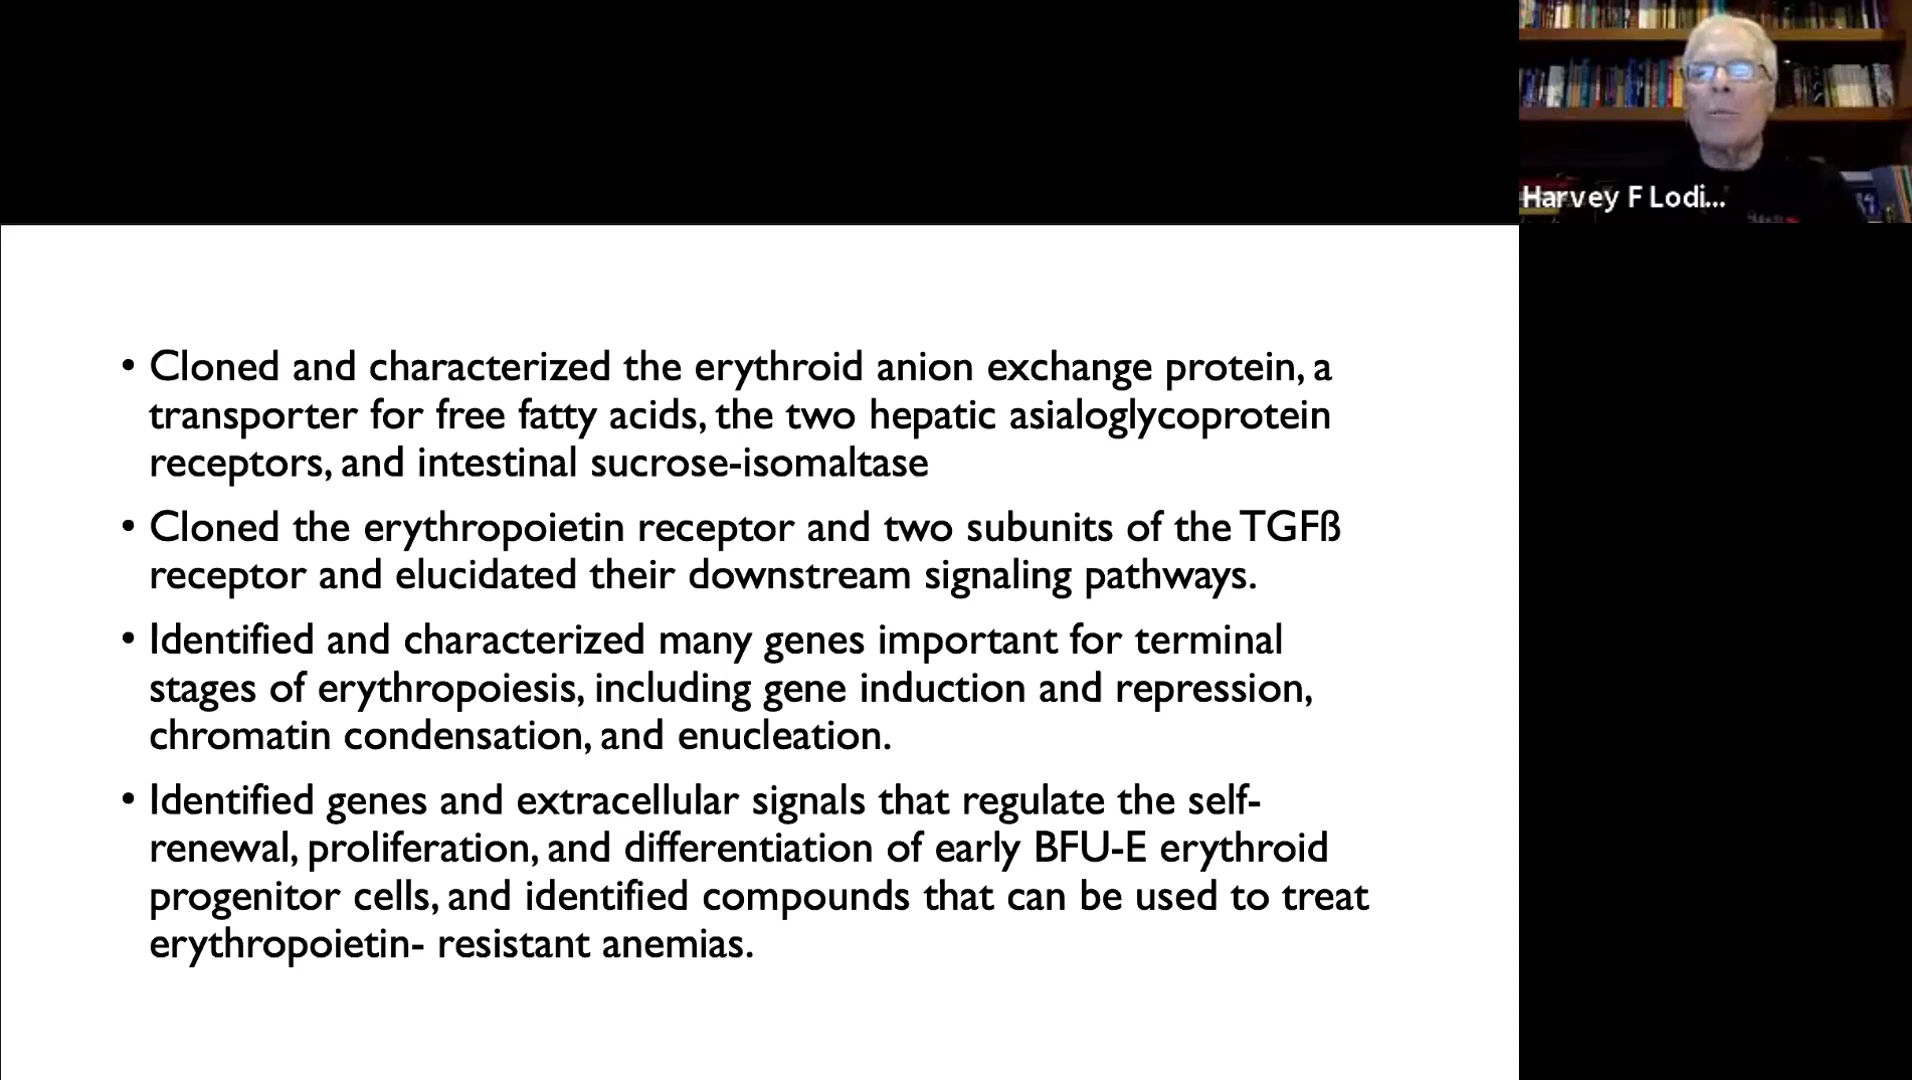 Harvey F Lodi...
• Cloned and characterized the erythroid anion exchange protein, a
transporter for free fatty acids, the two hepatic asialoglycoprotein
receptors, and intestinal sucrose-isomaltase
• Cloned the erythropoietin receptor and two subunits of the TGFß
receptor and elucidated their downstream signaling pathways.
• Identified and characterized many genes important for terminal
stages of erythropoiesis, including gene induction and repression,
chromatin condensation, and enucleation.
• Identified genes and extracellular signals that regulate the self-
renewal, proliferation, and differentiation of early BFU-E erythroid
progenitor cells, and identified compounds that can be used to treat
erythropoietin- resistant anemias.